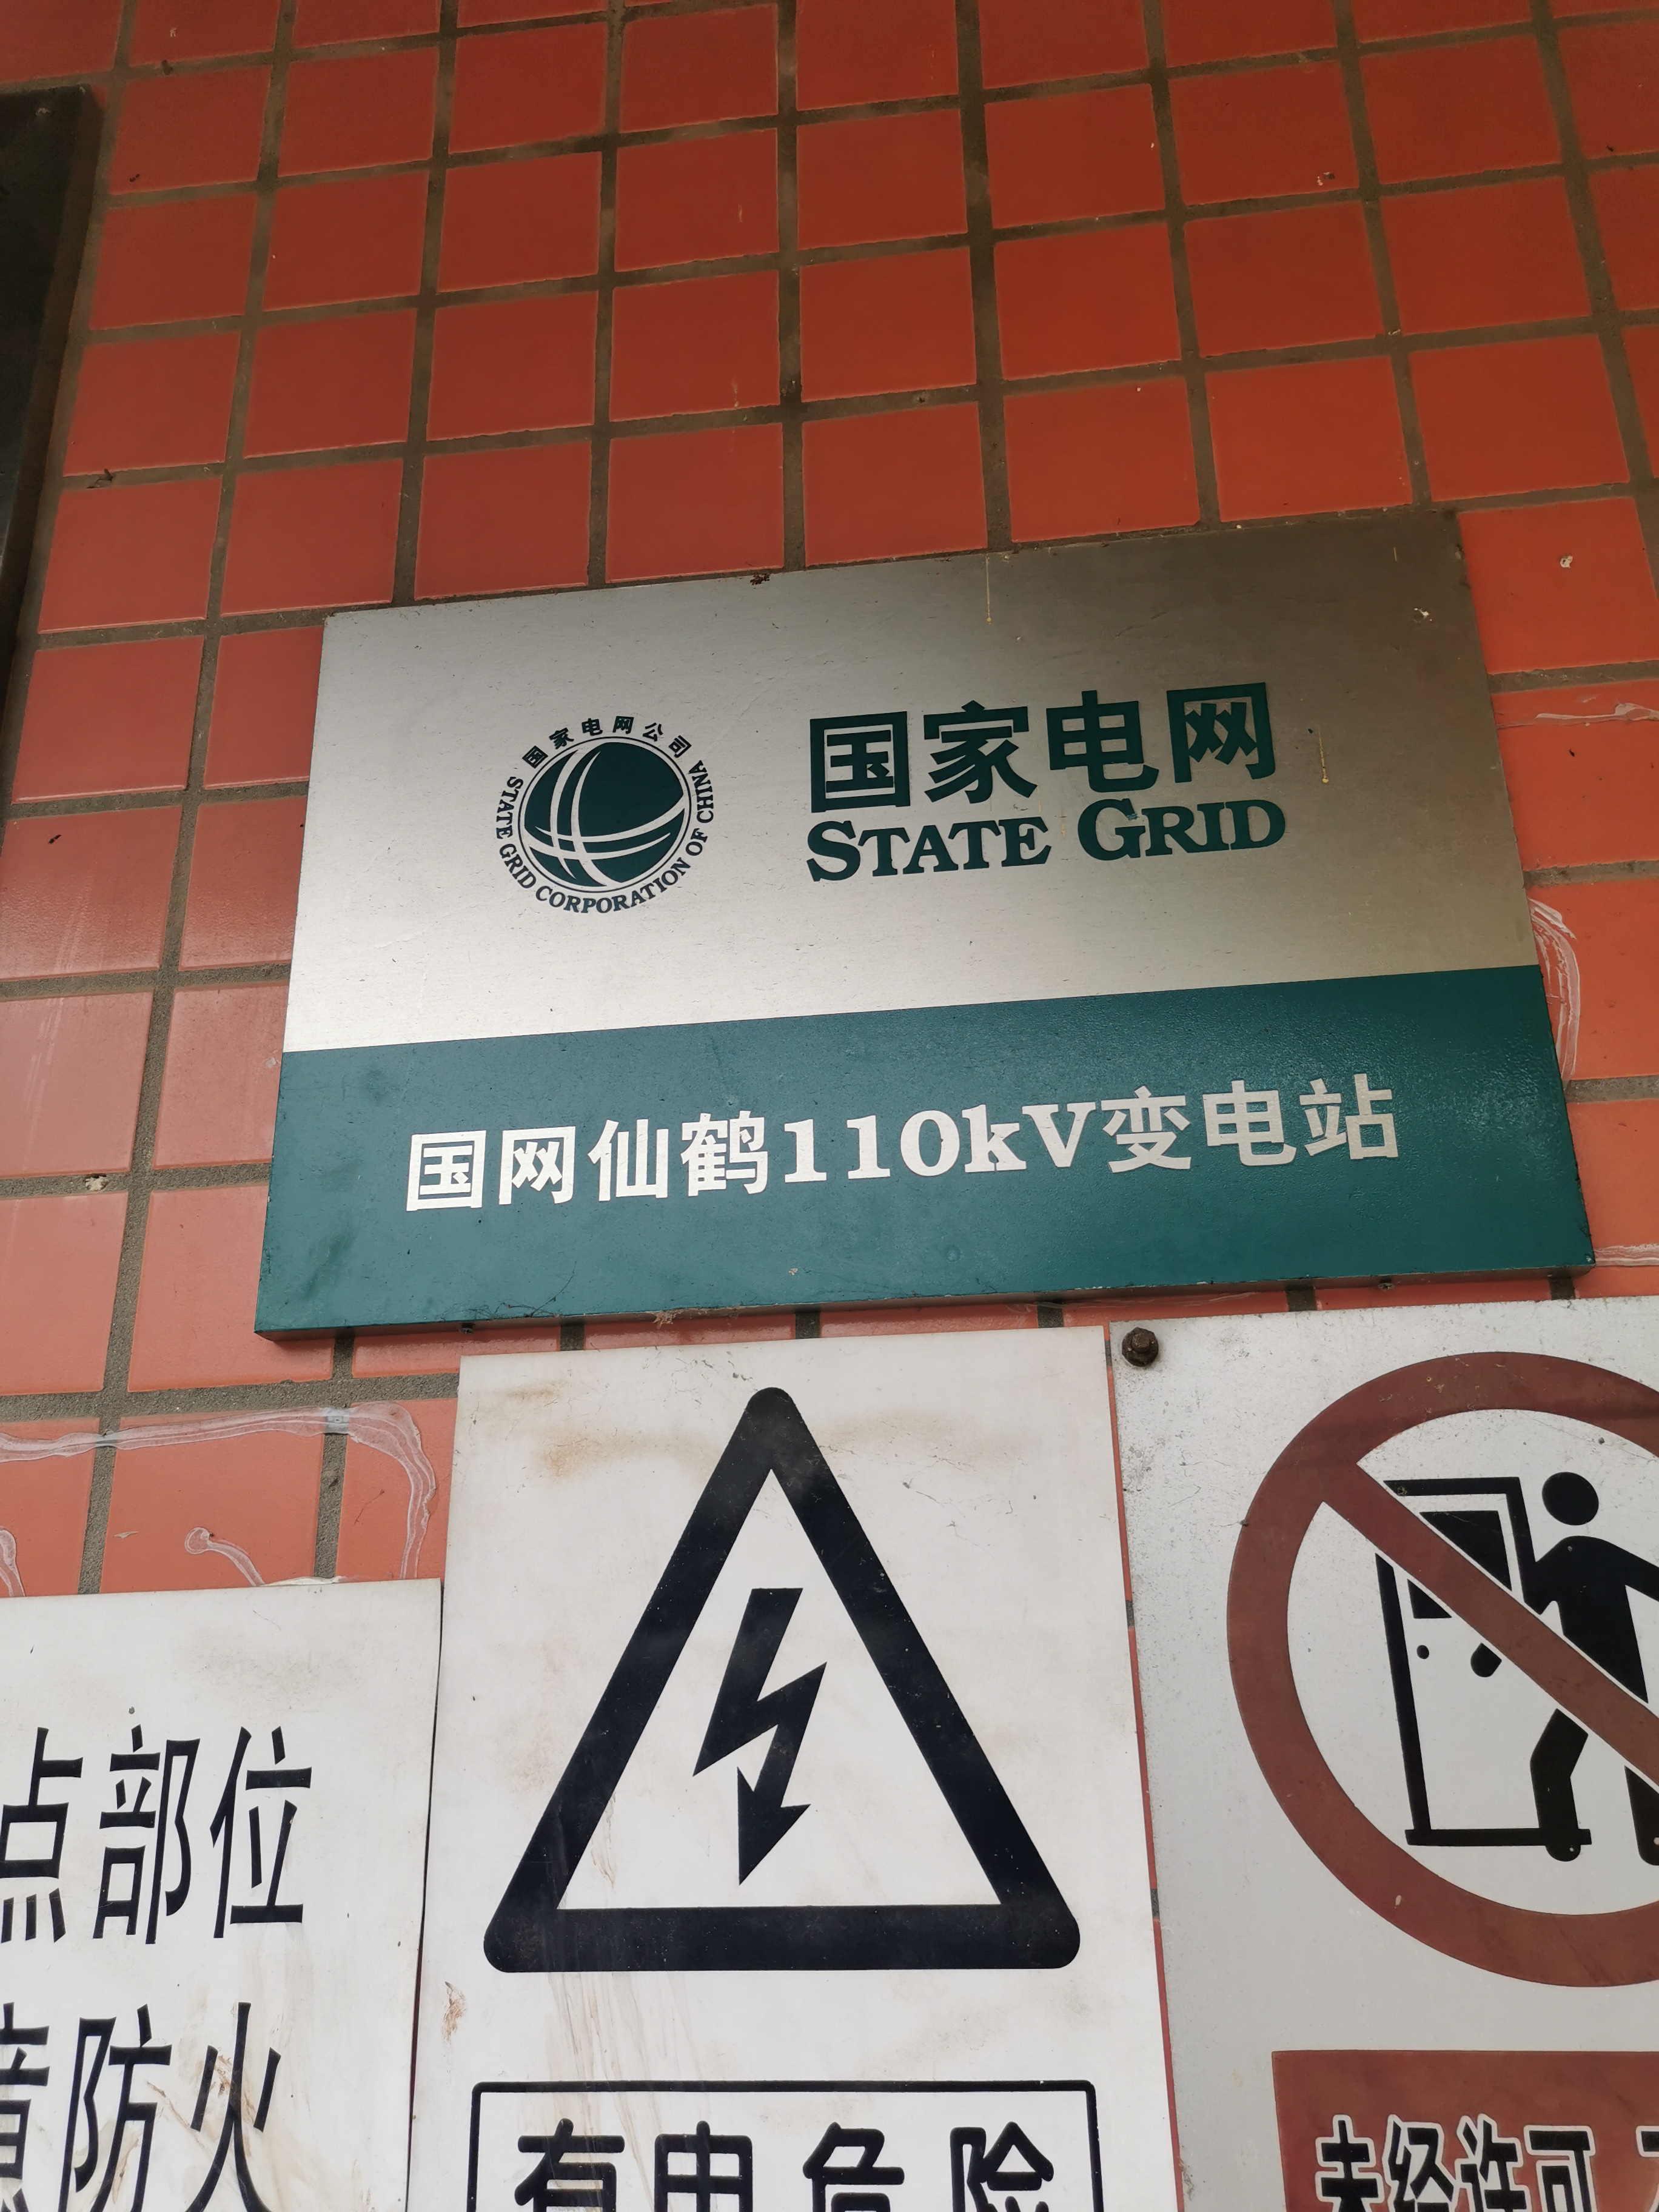 国家电网公司
STATE GRID CORPORATION OF CHINA
国家电网
STATE GRID
国网仙鹤110kV变电站
点部位
意防火
有电危险
未经许可